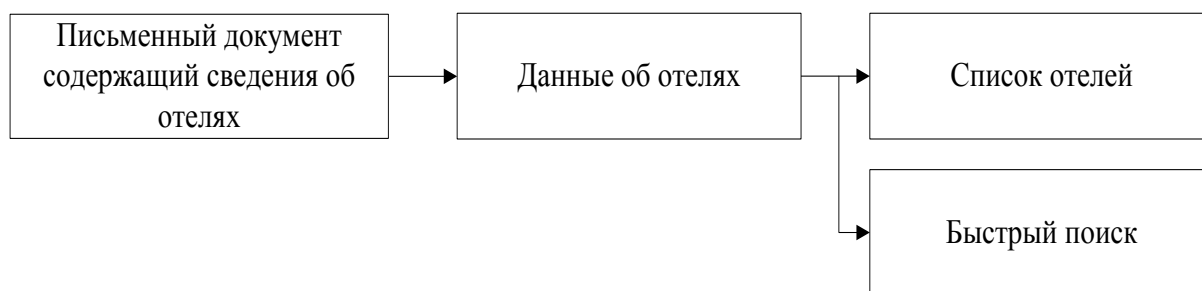 Письменный документ
содержащий сведения об
отелях
Данные об отелях
Список отелей
Быстрый поиск